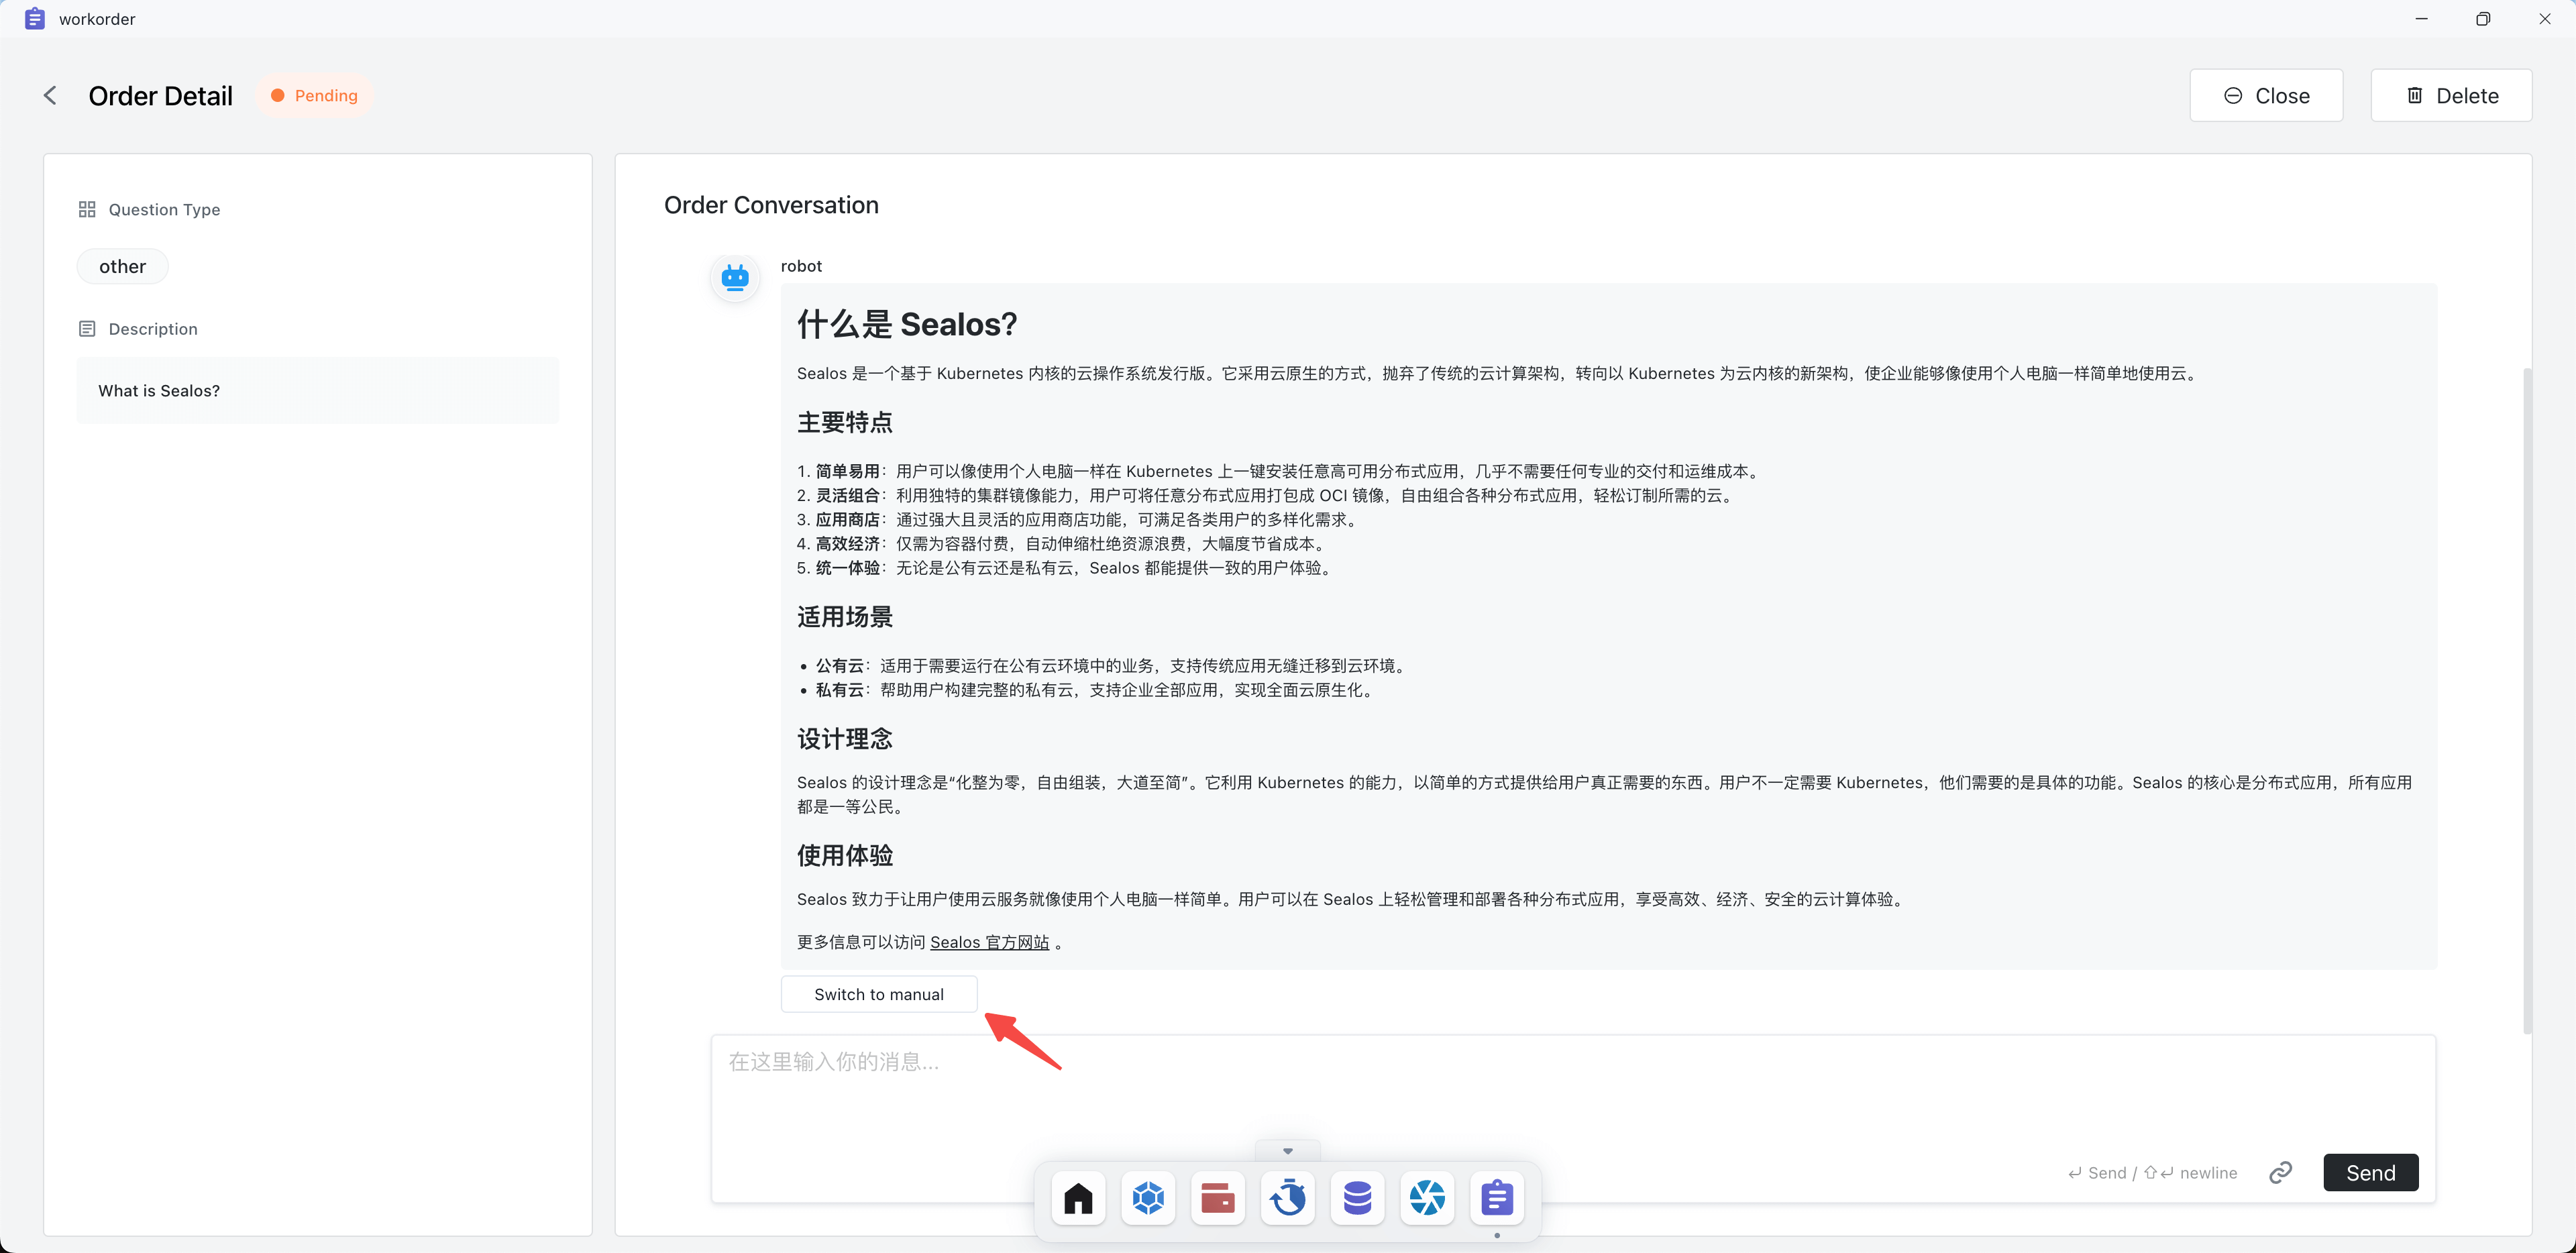 workorder
Order Detail
Pending
Close
Delete
Question Type
other
Description
What is Sealos?
Order Conversation
robot
什么是 Sealos?
Sealos 是一个基于 Kubernetes 内核的云操作系统发行版。它采用云原生的方式，抛弃了传统的云计算架构，转向以 Kubernetes 为云内核的新架构，使企业能够像使用个人电脑一样简单地使用云。
主要特点
1. 简单易用：用户可以像使用个人电脑一样在 Kubernetes 上一键安装任意高可用分布式应用，几乎不需要任何专业的交付和运维成本。
2. 灵活组合：利用独特的集群镜像能力，用户可将任意分布式应用打包成 OCI 镜像，自由组合各种分布式应用，轻松订制所需的云。
3. 应用商店：通过强大且灵活的应用商店功能，可满足各类用户的多样化需求。
4. 高效经济：仅需为容器付费，自动伸缩杜绝资源浪费，大幅度节省成本。
5. 统一体验：无论是公有云还是私有云，Sealos 都能提供一致的用户体验。
适用场景
• 公有云：适用于需要运行在公有云环境中的业务，支持传统应用无缝迁移到云环境。
• 私有云：帮助用户构建完整的私有云，支持企业全部应用，实现全面云原生化。
设计理念
Sealos 的设计理念是“化整为零，自由组装，大道至简”。它利用 Kubernetes 的能力，以简单的方式提供给用户真正需要的东西。用户不一定需要 Kubernetes，他们需要的是具体的功能。Sealos 的核心是分布式应用，所有应用
都是一等公民。
使用体验
Sealos 致力于让用户使用云服务就像使用个人电脑一样简单。用户可以在 Sealos 上轻松管理和部署各种分布式应用，享受高效、经济、安全的云计算体验。
更多信息可以访问 Sealos 官方网站 。
Switch to manual
在这里输入你的消息...
↵ Send / ⇧↵ newline
Send